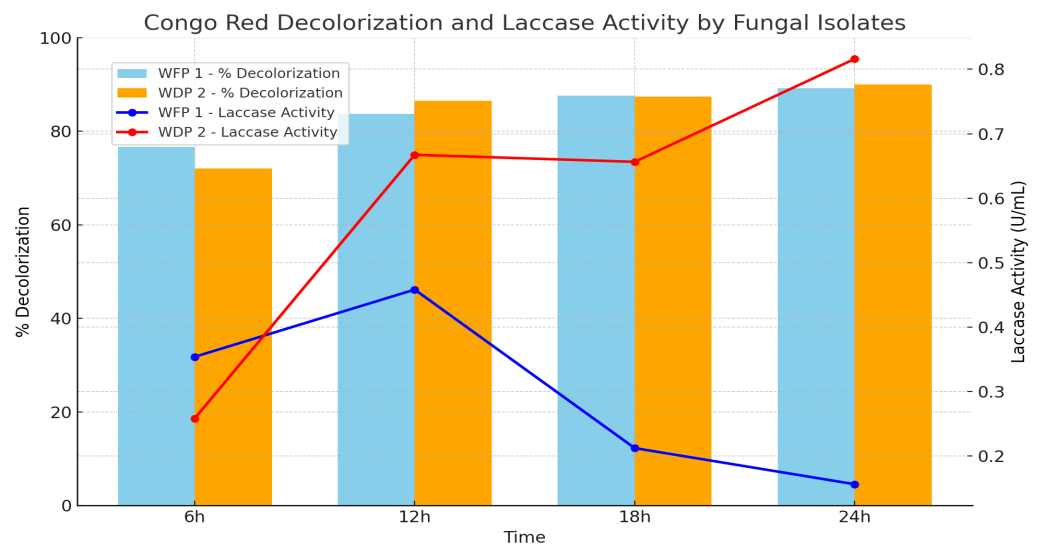 Congo Red Decolorization and Laccase Activity by Fungal Isolates
WFP 1 - % Decolorization
WDP 2 - % Decolorization
WFP 1 - Laccase Activity
WDP 2 - Laccase Activity
% Decolorization
100
80
60
40
20
0
Laccase Activity (U/mL)
0.8
0.7
0.6
0.5
0.4
0.3
0.2
6h
12h
18h
24h
Time